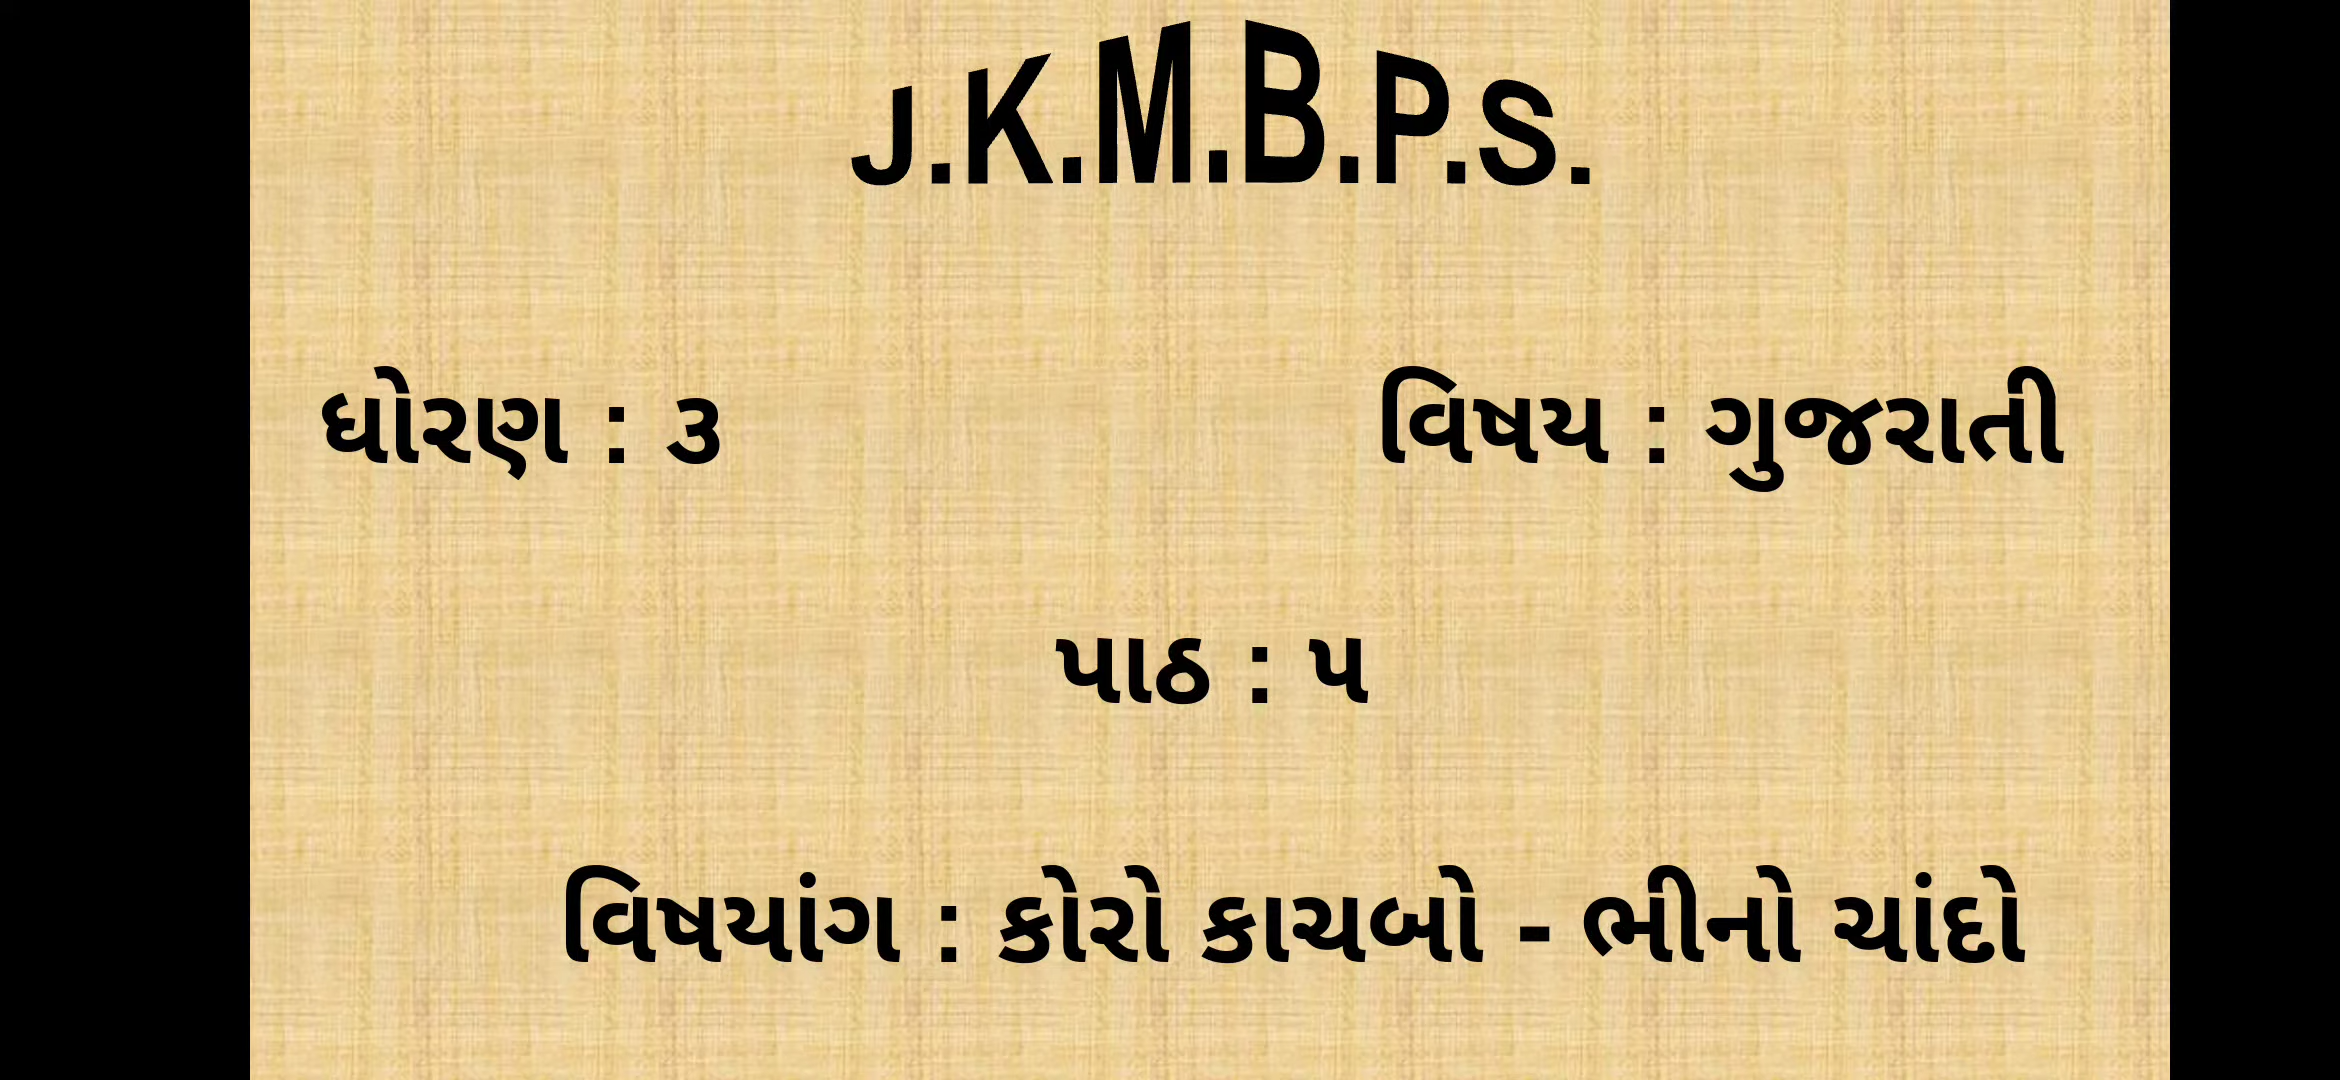 J.K.M.B.P.S.
ધોરણ : ૩ વિષય : ગુજરાતી
પાઠ : ૫
વિષયાંગ : કોરો કાચબો - ભીનો ચાંદો